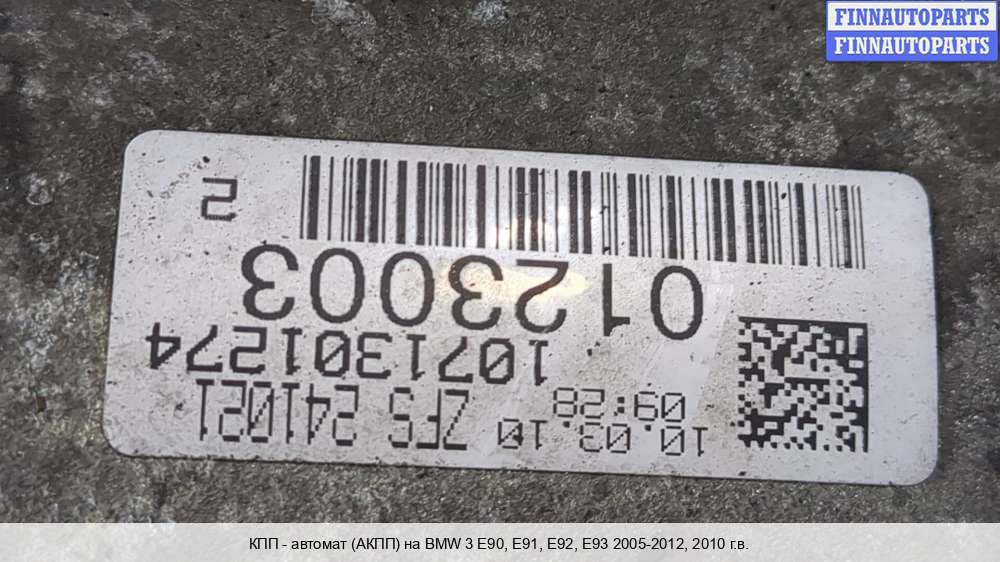 FINNAUTOPARTS
FINNAUTOPARTS
10.03.10 ZFS 241021
09:28
1071301274
0123003
2
КПП - автомат (АКПП) на BMW 3 E90, E91, E92, E93 2005-2012, 2010 г.в.